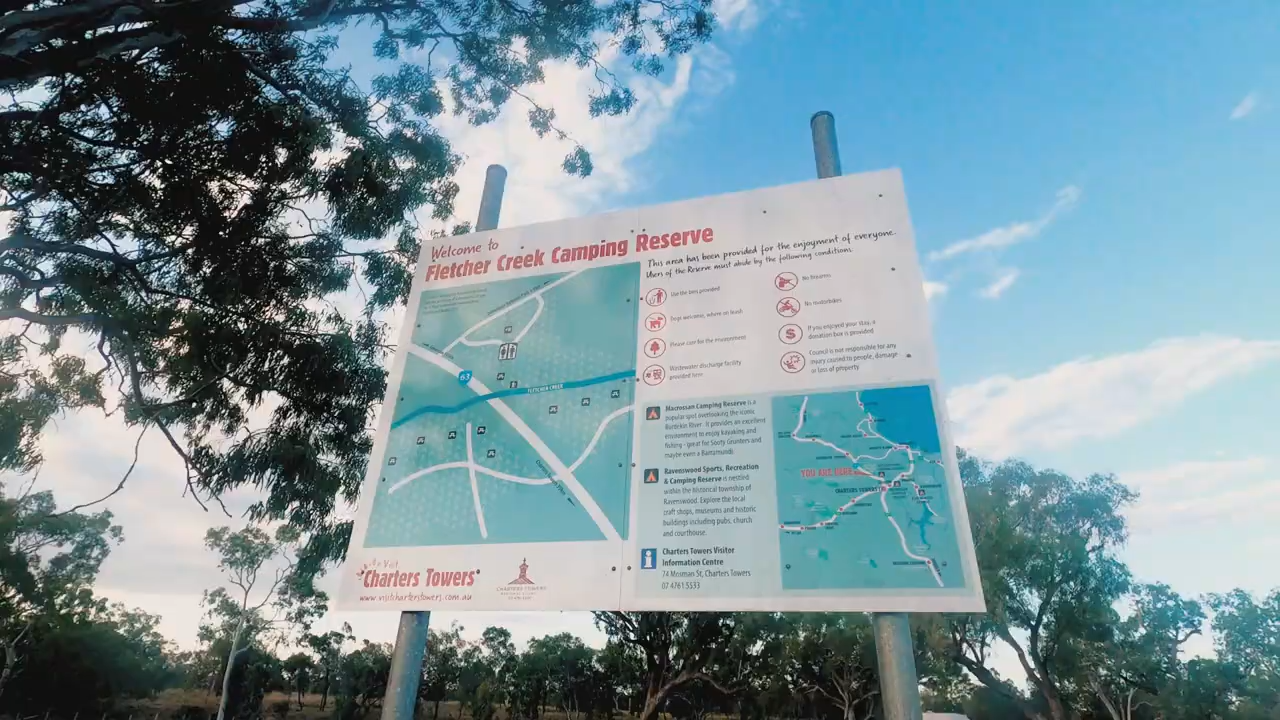 Welcome to
Fletcher Creek Camping Reserve
This area has been provided for the enjoyment of everyone.
Users of the Reserve must abide by the following conditions
Use the bins provided
Dogs welcome, where on leash
Please care for the environment
Wastewater discharge facility
provided here
No firearms
No motorbikes
If you enjoyed your stay, a
donation box is provided
Council is not responsible for any
injury caused to people, damage
or loss of property
63
FLETCHER CREEK
Macrossan Camping Reserve is a
popular spot overlooking the iconic
Burdekin River. It provides an excellent
environment to enjoy kayaking and
fishing - great for Sooty Grunters and
maybe even a Barramundi.
Ravenswood Sports, Recreation
& Camping Reserve is nestled
within the historical township of
Ravenswood. Explore the local
craft shops, museums and historic
buildings including pubs, church
and courthouse.
Charters Towers Visitor
Information Centre
74 Mosman St, Charters Towers
07 4761 5533
YOU ARE HERE
CHARTERS TOWERS
Visit
Charters Towers
www.visitcharterstowers.com.au
CHARTERS TOWERS